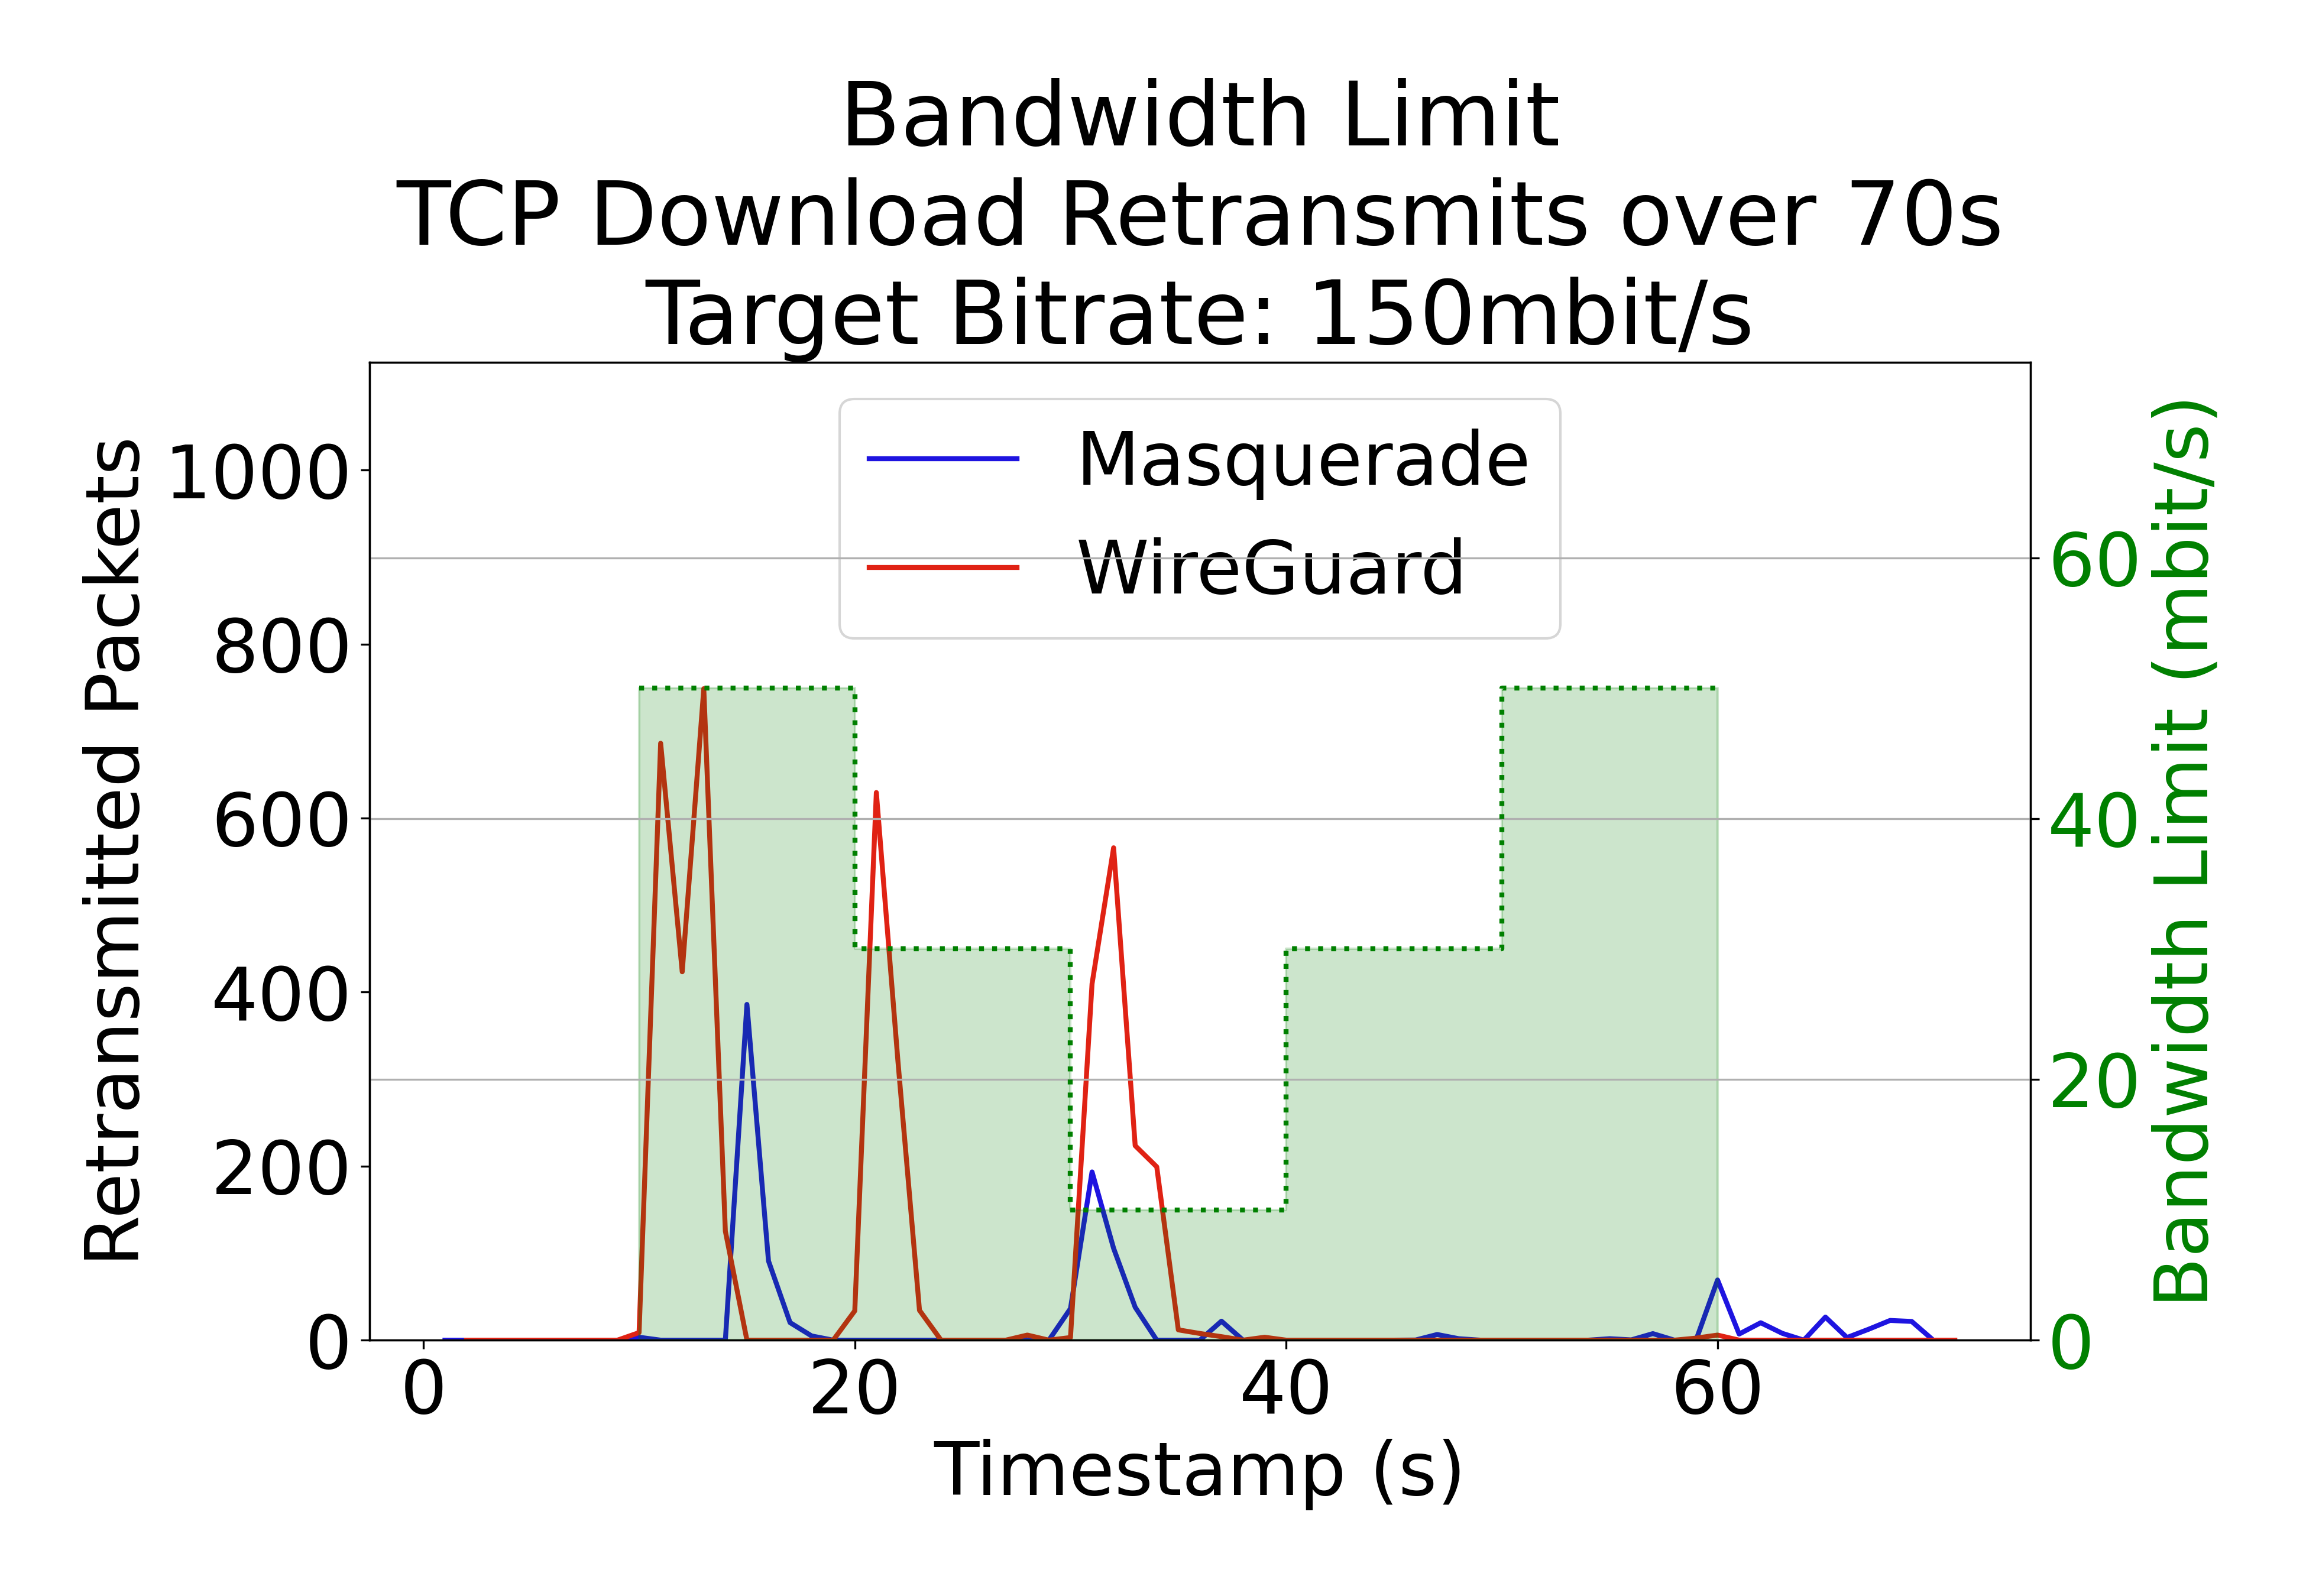 Bandwidth Limit
TCP Download Retransmits over 70s
Target Bitrate: 150mbit/s
Masquerade
WireGuard
Retransmitted Packets
1000
800
600
400
200
0
0
20
40
60
Timestamp (s)
60
40
20
0
Bandwidth Limit (mbit/s)